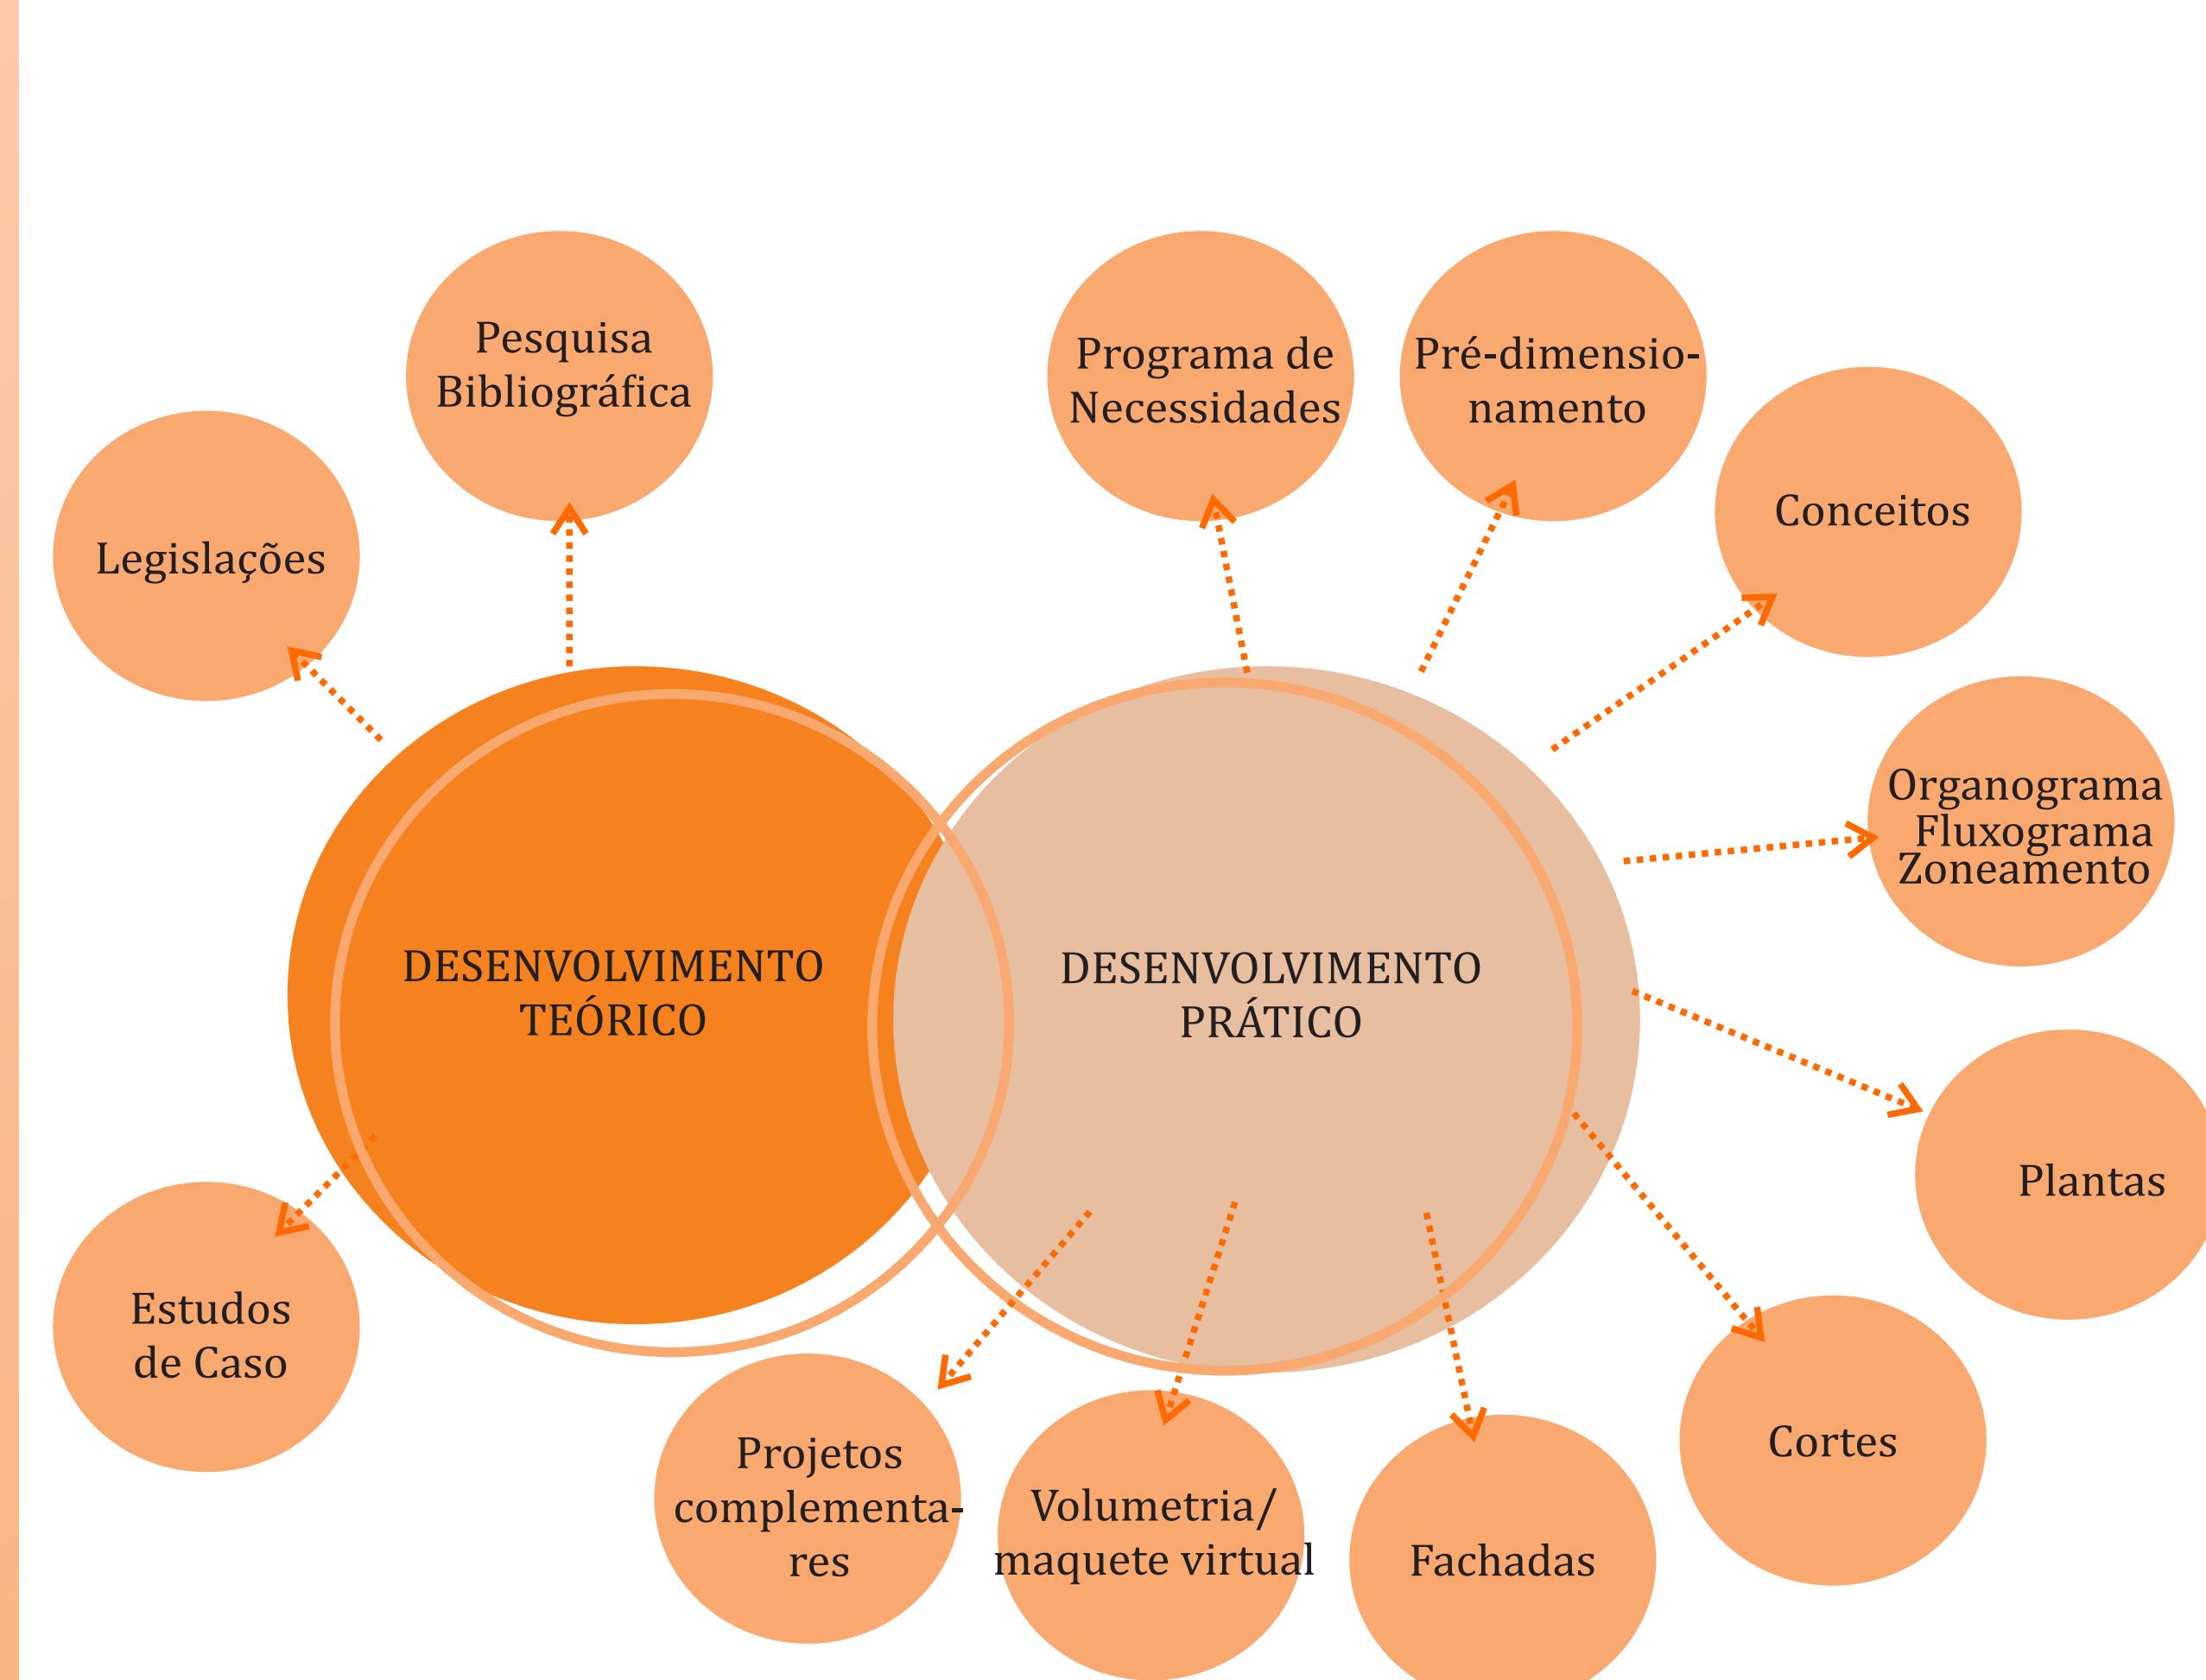 Pesquisa
Bibliográfica
Legislações
Programa de
Necessidades
Pré-dimensio-
namento
Conceitos
Organograma
Fluxograma
Zoneamento
DESENVOLVIMENTO
TEÓRICO
DESENVOLVIMENTO
PRÁTICO
Plantas
Estudos
de Caso
Cortes
Projetos
complementa-
res
Volumetria/
maquete virtual
Fachadas